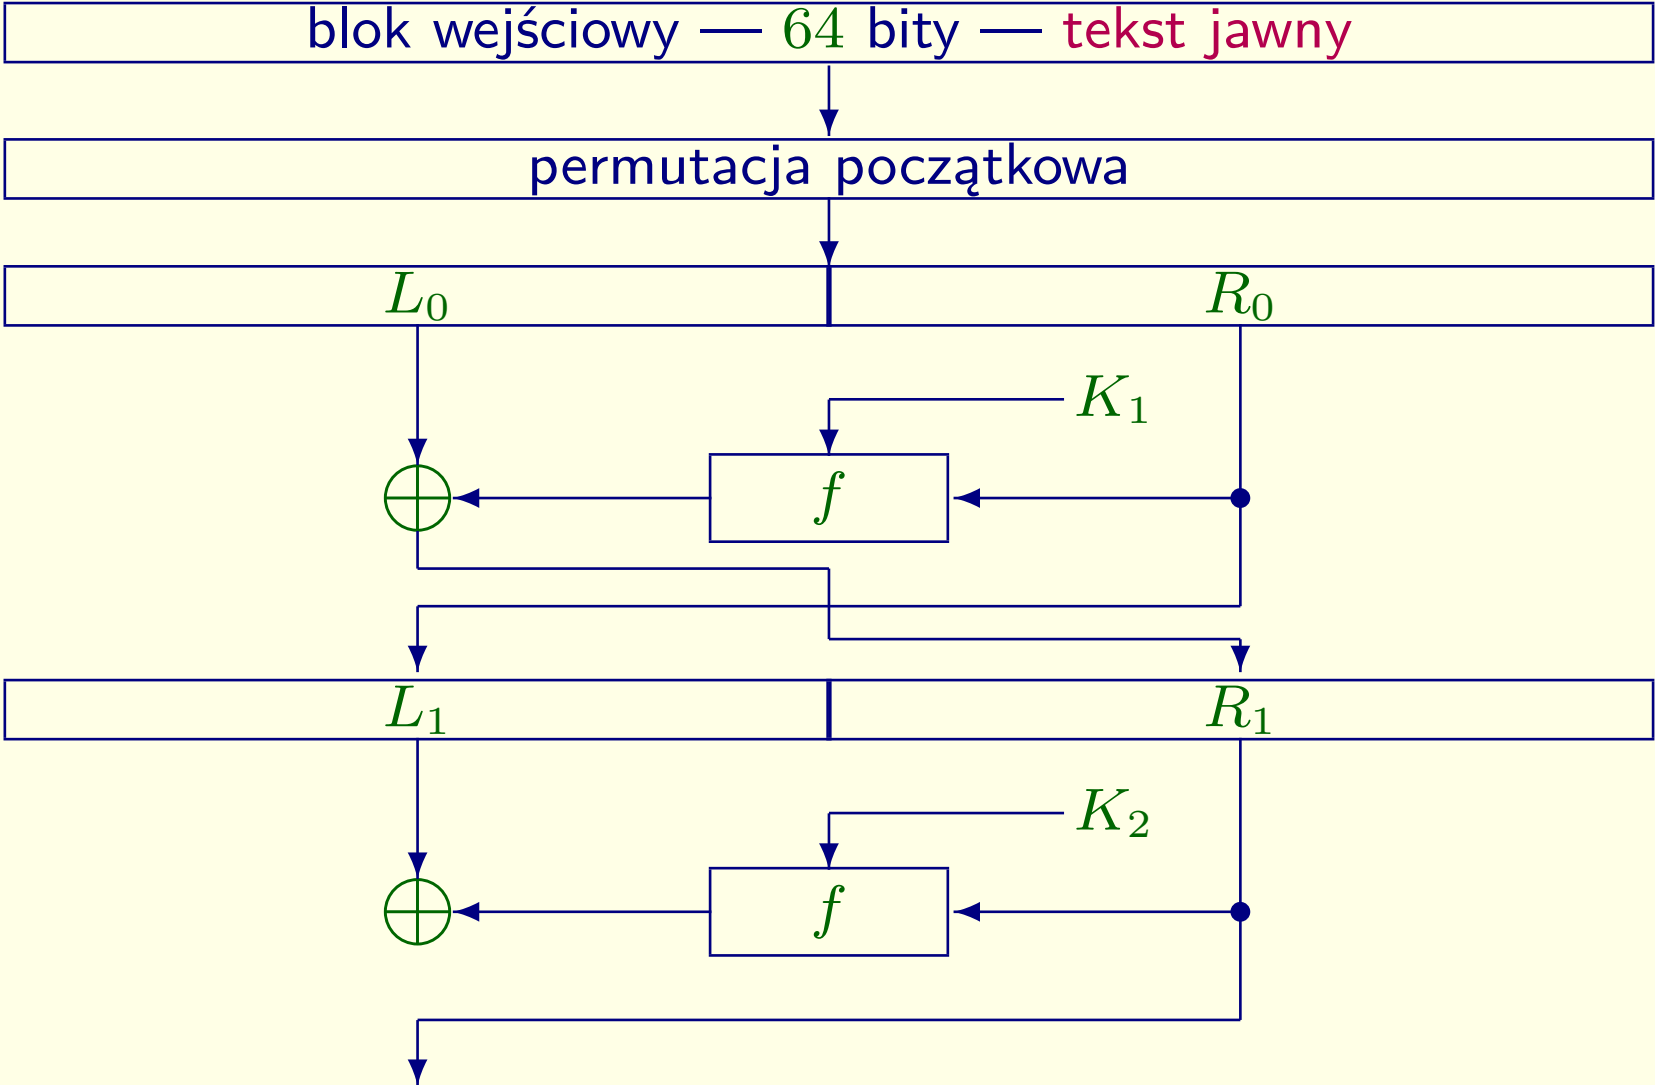 blok wejściowy — 64 bity — tekst jawny
permutacja początkowa
L₀ R₀
K₁
f
L₁ R₁
K₂
f